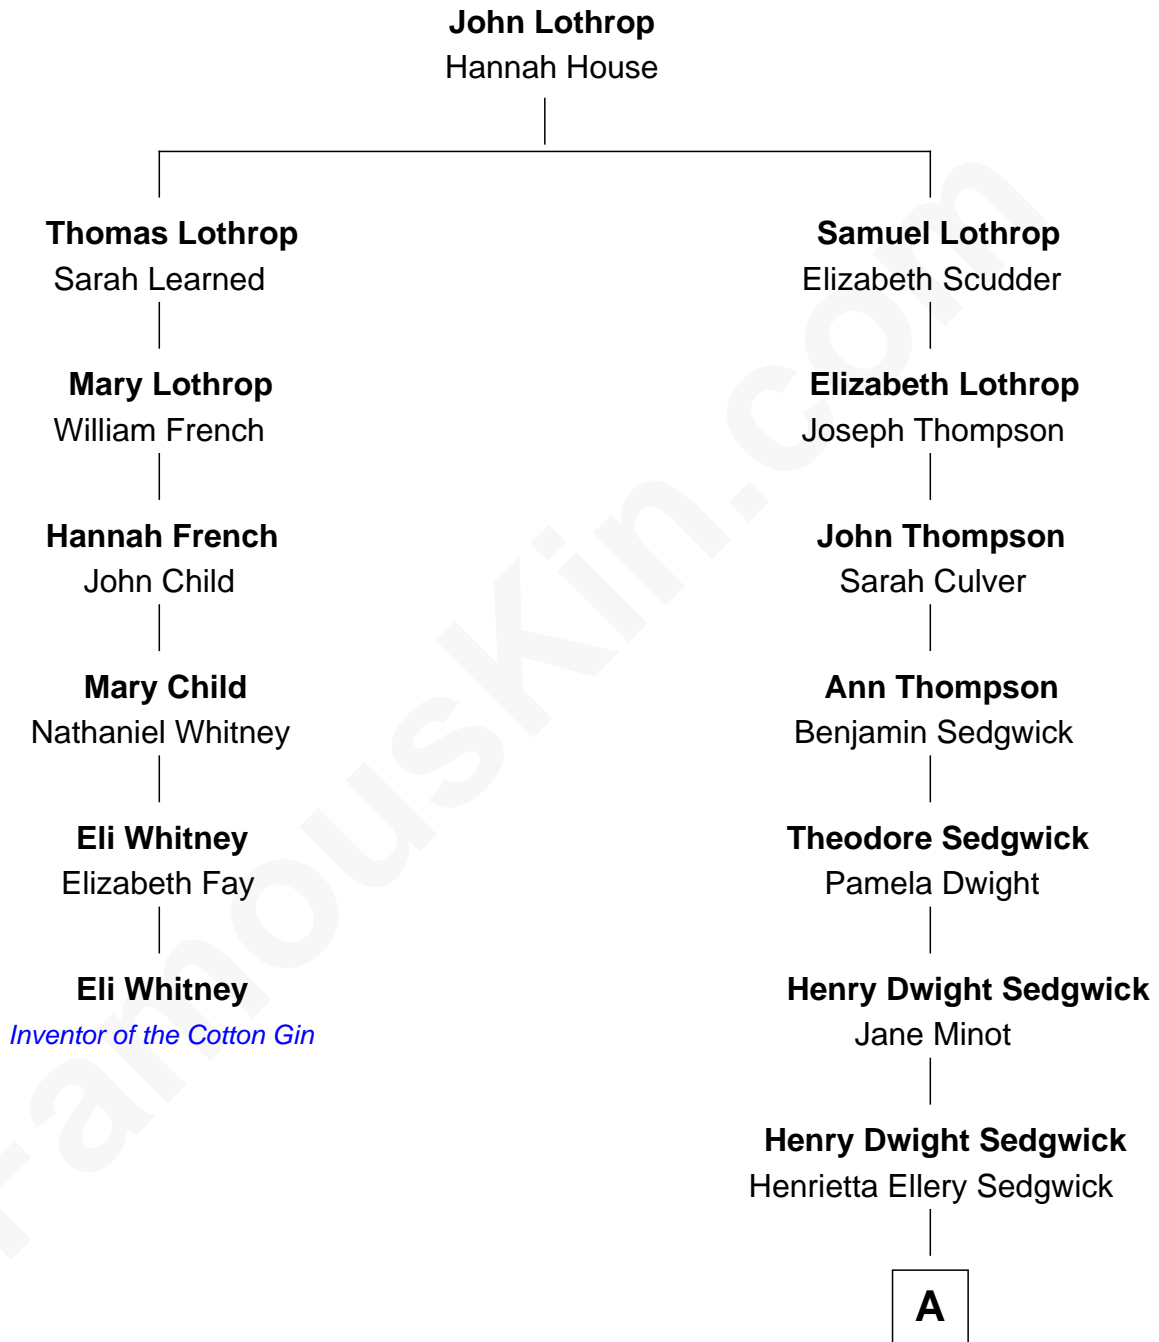 John Lothrop
Hannah House
Thomas Lothrop
Sarah Learned
Samuel Lothrop
Elizabeth Scudder
Mary Lothrop
William French
Elizabeth Lothrop
Joseph Thompson
Hannah French
John Child
John Thompson
Sarah Culver
Mary Child
Nathaniel Whitney
Ann Thompson
Benjamin Sedgwick
Eli Whitney
Elizabeth Fay
Theodore Sedgwick
Pamela Dwight
Eli Whitney
Inventor of the Cotton Gin
Henry Dwight Sedgwick
Jane Minot
Henry Dwight Sedgwick
Henrietta Ellery Sedgwick
A
FamousKin.com